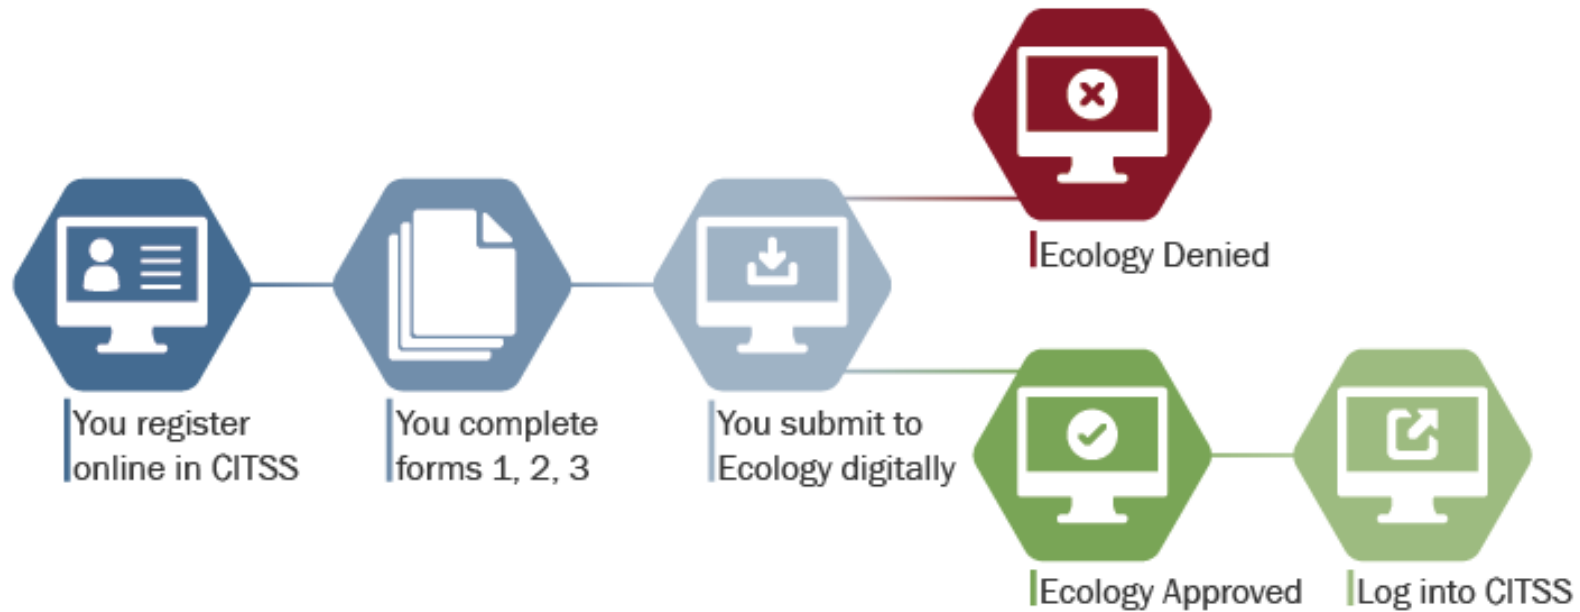 You register
online in CITSS
You complete
forms 1, 2, 3
You submit to
Ecology digitally
Ecology Denied
Ecology Approved
Log into CITSS